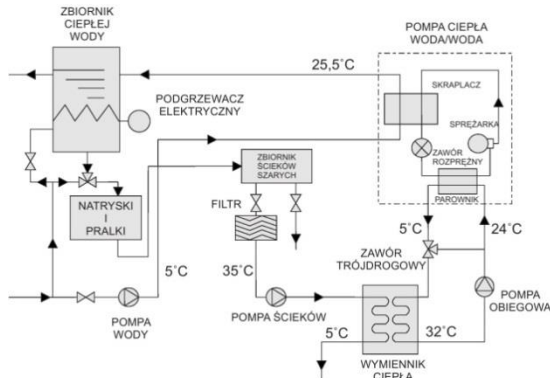 ZBIORNIK
CIEPŁEJ
WODY
POMPA CIEPŁA
WODA/WODA
25,5°C
SKRAPLACZ
PODGRZEWACZ
ELEKTRYCZNY
SPRĘŻARKA
ZAWÓR
ROZPRĘŻNY
ZBIORNIK
ŚCIEKÓW
SZARYCH
PAROWNIK
NATRYSKI
I
PRALKI
FILTR
5°C
24°C
ZAWÓR
TRÓJDROGOWY
5°C
35°C
POMPA
WODY
POMPA ŚCIEKÓW
POMPA
OBIEGOWA
5°C
32°C
WYMIENNIK
CIEPŁA